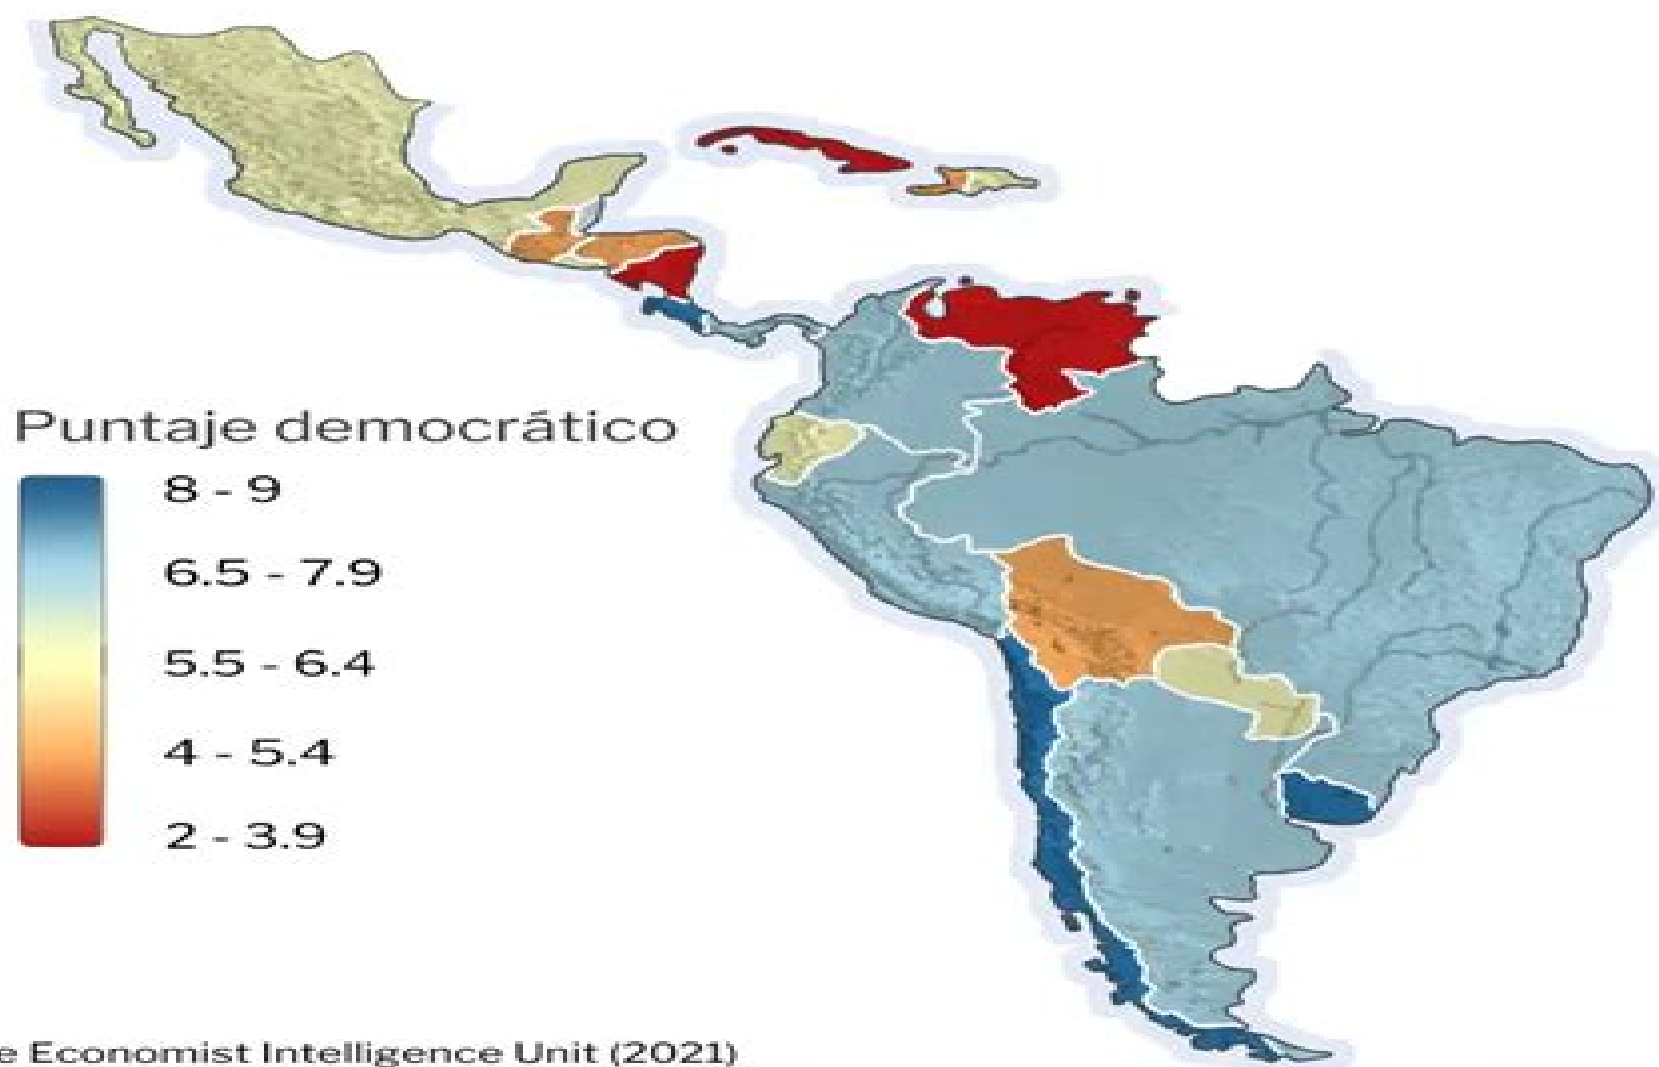 Puntaje democrático
8 - 9
6.5 - 7.9
5.5 - 6.4
4 - 5.4
2 - 3.9
e Economist Intelligence Unit (2021)